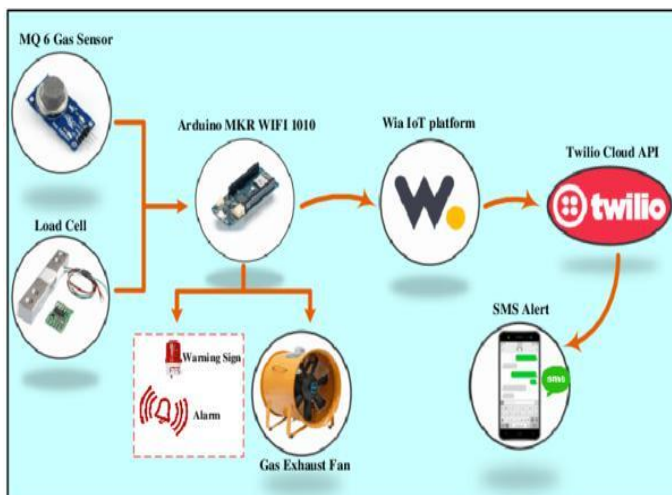 MQ 6 Gas Sensor
Arduino MKR WIFI 1010
Wia IoT platform
Twilio Cloud API
W.
twilio
Load Cell
SMS Alert
Warning Sign
sms
Alarm
Gas Exhaust Fan